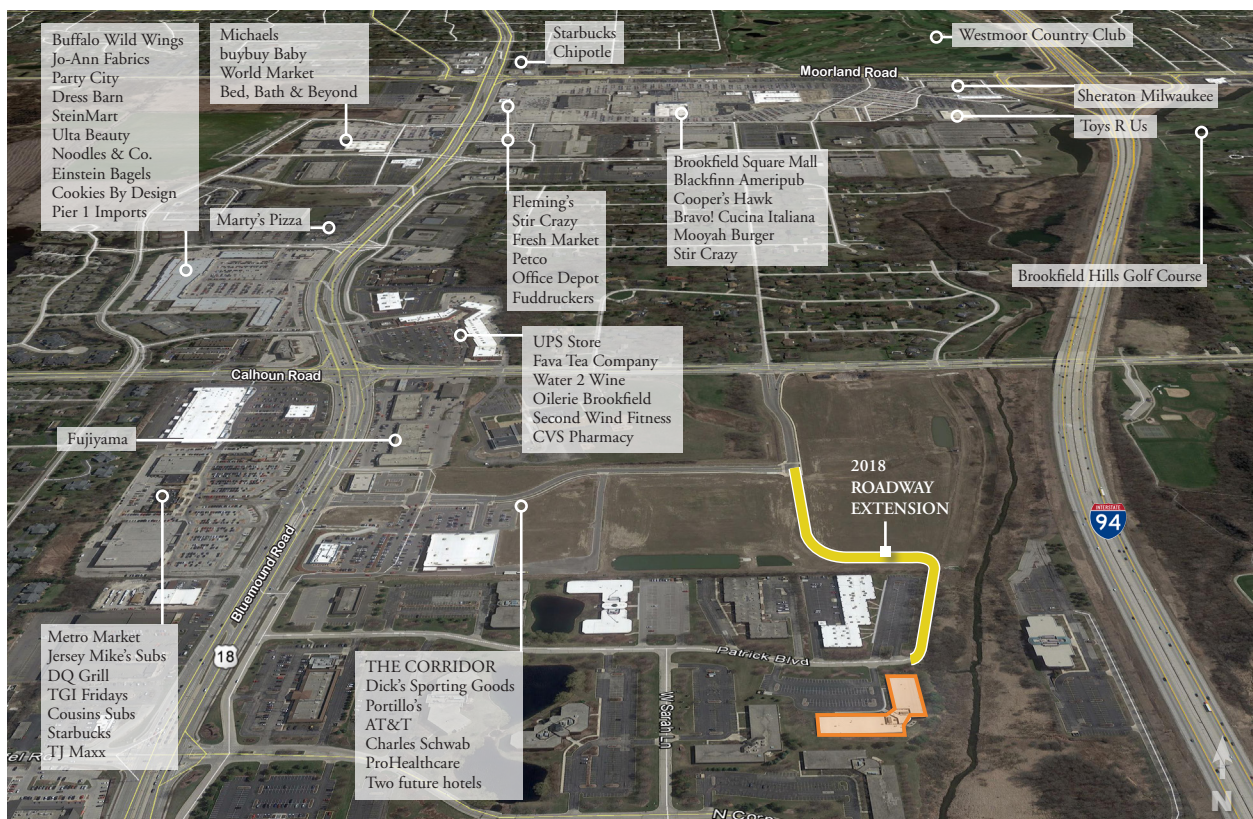 Buffalo Wild Wings
Jo-Ann Fabrics
Party City
Dress Barn
SteinMart
Ulta Beauty
Noodles & Co.
Einstein Bagels
Cookies By Design
Pier 1 Imports
Michaels
buybuy Baby
World Market
Bed, Bath & Beyond
Starbucks
Chipotle
Westmoor Country Club
Moorland Road
Sheraton Milwaukee
Toys R Us
Brookfield Square Mall
Blackfinn Ameripub
Cooper's Hawk
Bravo! Cucina Italiana
Mooyah Burger
Stir Crazy
Fleming's
Stir Crazy
Fresh Market
Petco
Office Depot
Fuddruckers
Marty's Pizza
Brookfield Hills Golf Course
UPS Store
Fava Tea Company
Water 2 Wine
Oilerie Brookfield
Second Wind Fitness
CVS Pharmacy
Calhoun Road
Fujiyama
2018
ROADWAY
EXTENSION
INTERSTATE
94
Bluemound Road
18
Metro Market
Jersey Mike's Subs
DQ Grill
TGI Fridays
Cousins Subs
Starbucks
TJ Maxx
THE CORRIDOR
Dick's Sporting Goods
Portillo's
AT&T
Charles Schwab
ProHealthcare
Two future hotels
Patrick Blvd
W Sarah Ln
N